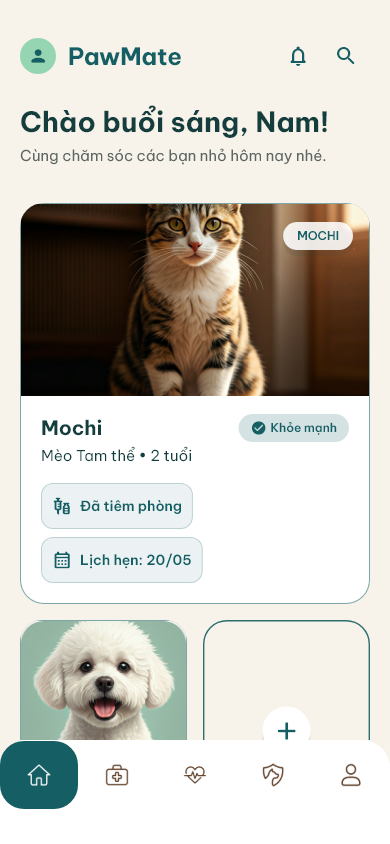 PawMate
Chào buổi sáng, Nam!
Cùng chăm sóc các bạn nhỏ hôm nay nhé.
MOCHI
Mochi
Khỏe mạnh
Mèo Tam thể • 2 tuổi
Đã tiêm phòng
Lịch hẹn: 20/05